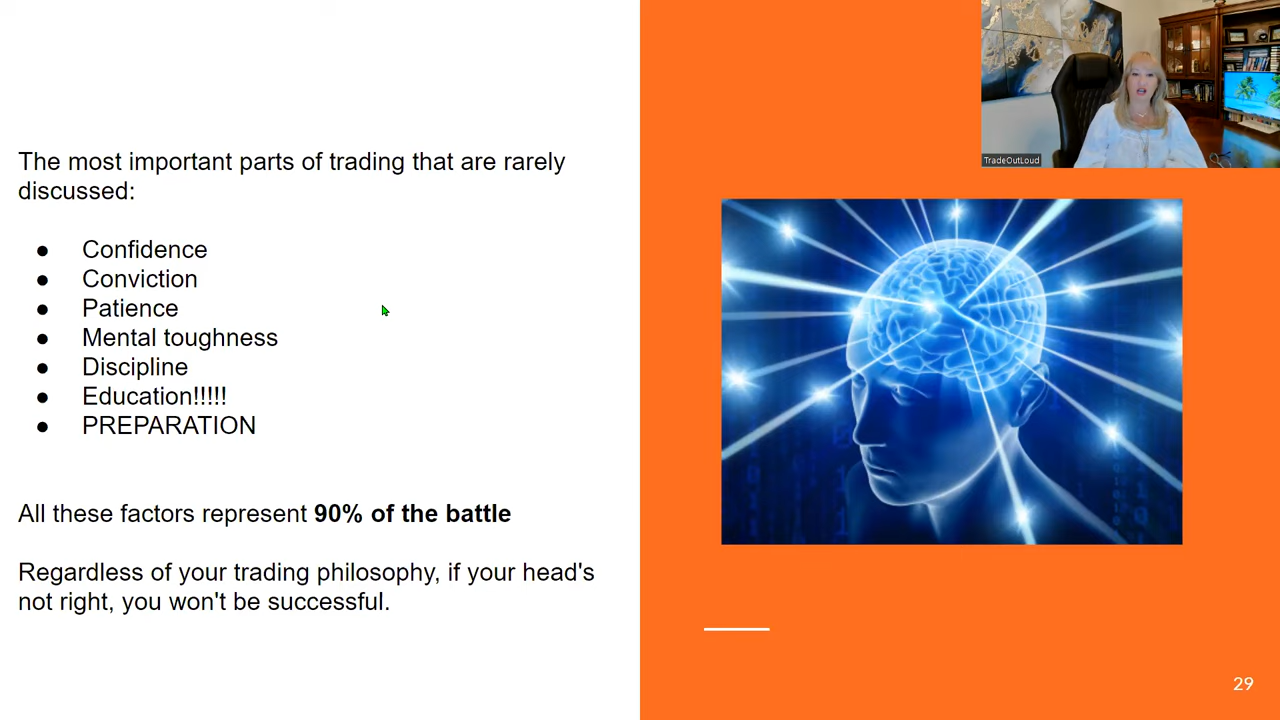 The most important parts of trading that are rarely
discussed:
● Confidence
● Conviction
● Patience
● Mental toughness
● Discipline
● Education!!!!!
● PREPARATION
All these factors represent 90% of the battle
Regardless of your trading philosophy, if your head's
not right, you won't be successful.
TradeOutLoud
29